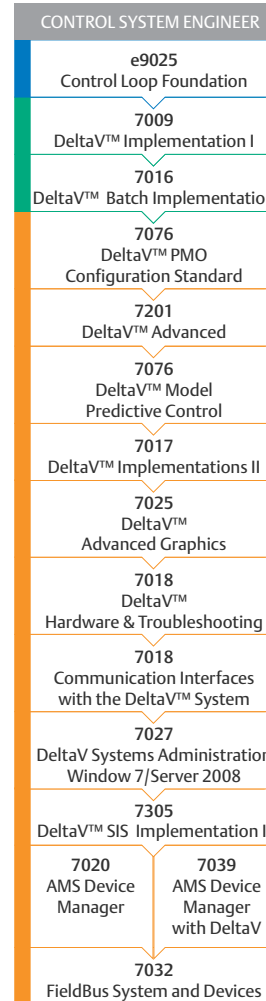 CONTROL SYSTEM ENGINEER
e9025
Control Loop Foundation
7009
DeltaV™ Implementation I
7016
DeltaV™ Batch Implementatio
7076
DeltaV™ PMO
Configuration Standard
7201
DeltaV™ Advanced
7076
DeltaV™ Model
Predictive Control
7017
DeltaV™ Implementations II
7025
DeltaV™
Advanced Graphics
7018
DeltaV™
Hardware & Troubleshooting
7018
Communication Interfaces
with the DeltaV™ System
7027
DeltaV Systems Administration
Window 7/Server 2008
7305
DeltaV™ SIS Implementation I
7020
AMS Device
Manager
7039
AMS Device
Manager
with DeltaV
7032
FieldBus System and Devices